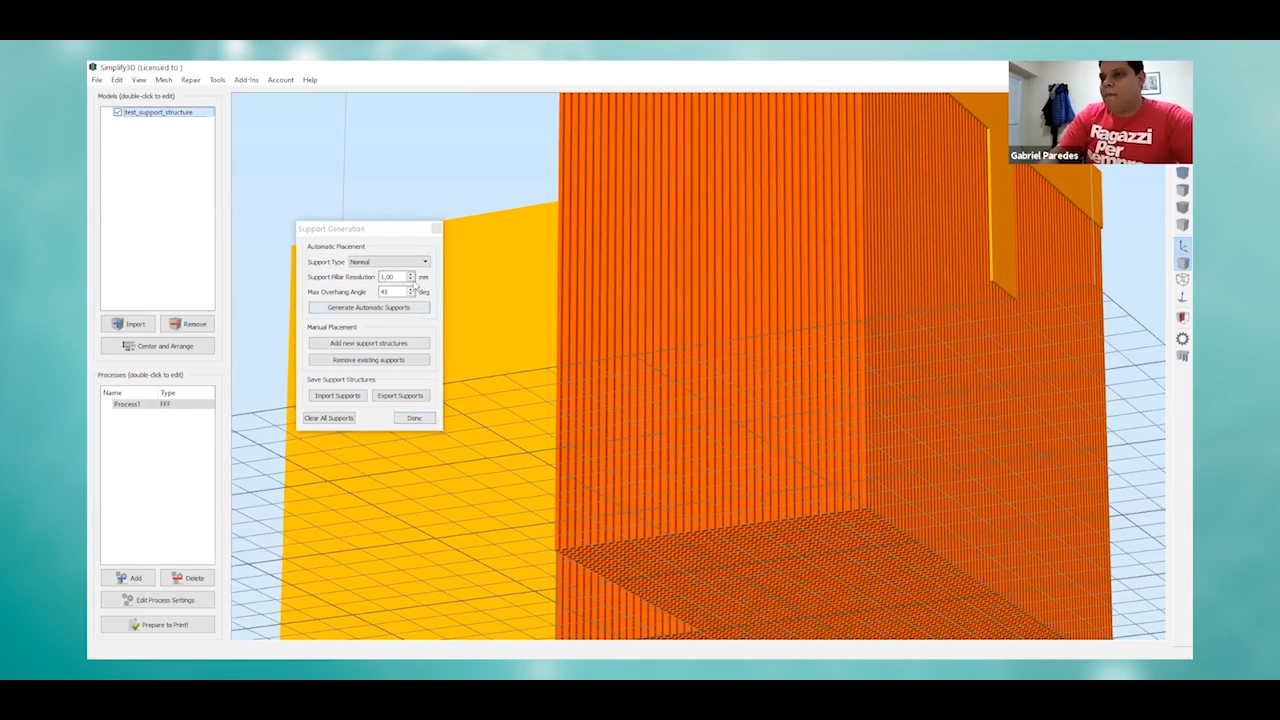 Simplify3D (Licensed to )
File Edit View Mesh Repair Tools Add-Ins Account Help
Models (double-click to edit)
test_support_structure
Import Remove
Center and Arrange
Processes (double-click to edit)
Name Type
Process1 FFF
Add Delete
Edit Process Settings
Prepare to Print!
Support Generation
Automatic Placement
Support Type Normal
Support Pillar Resolution 1,00 mm
Max Overhang Angle 45 deg
Generate Automatic Supports
Manual Placement
Add new support structures
Remove existing supports
Save Support Structures
Import Supports Export Supports
Clear All Supports Done
Ragazzi
Per
Gabriel Paredes